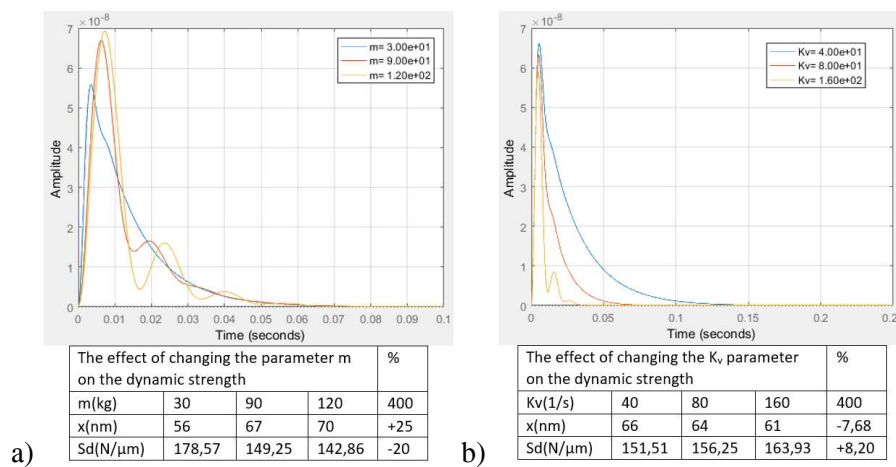 ×10⁻⁸
7
6
5
4
3
2
1
0
Amplitude
m= 3.00e+01
m= 9.00e+01
m= 1.20e+02
0 0.01 0.02 0.03 0.04 0.05 0.06 0.07 0.08 0.09 0.1
Time (seconds)
The effect of changing the parameter m %
on the dynamic strength
m(kg) 30 90 120 400
x(nm) 56 67 70 +25
Sd(N/μm) 178,57 149,25 142,86 -20
a)
×10⁻⁸
7
6
5
4
3
2
1
0
Amplitude
Kv= 4.00e+01
Kv= 8.00e+01
Kv= 1.60e+02
0 0.05 0.1 0.15 0.2 0.25
Time (seconds)
The effect of changing the Kᵥ parameter %
on the dynamic strength
Kv(1/s) 40 80 160 400
x(nm) 66 64 61 -7,68
Sd(N/μm) 151,51 156,25 163,93 +8,20
b)